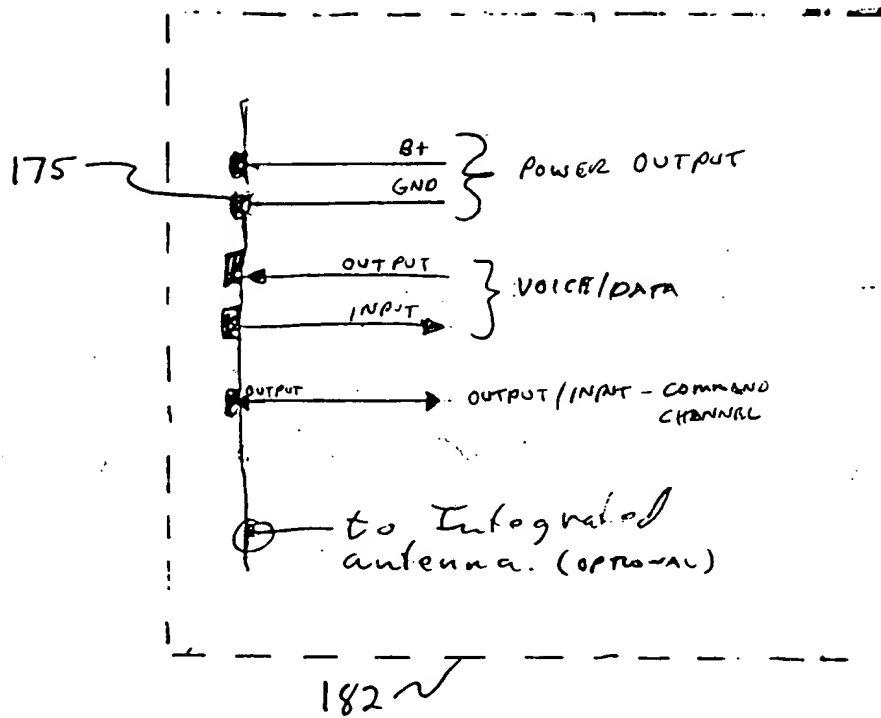 175
B+
GND
POWER OUTPUT
OUTPUT
INPUT
VOICE/DATA
OUTPUT
OUTPUT/INPUT - COMMAND
CHANNEL
to Integrated
antenna. (OPTIONAL)
182